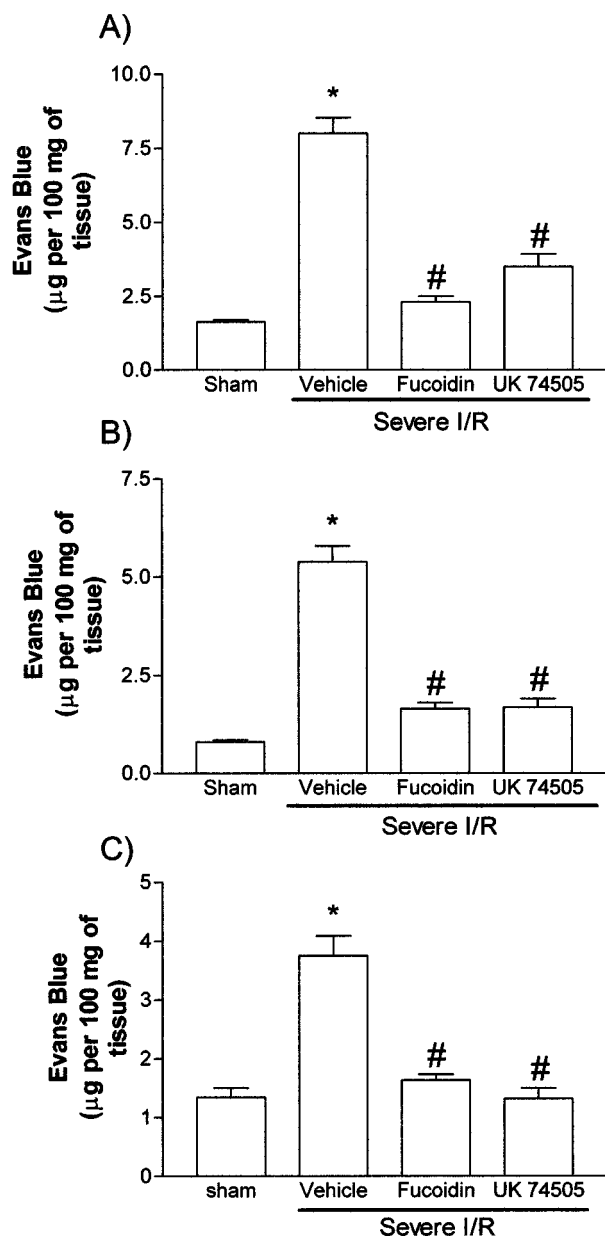 A)
Evans Blue
(µg per 100 mg of
tissue)
10.0
7.5
5.0
2.5
0.0
*
#
#
Sham
Vehicle
Fucoidin
UK 74505
Severe I/R
B)
Evans Blue
(µg per 100 mg of
tissue)
7.5
5.0
2.5
0.0
*
#
#
Sham
Vehicle
Fucoidin
UK 74505
Severe I/R
C)
Evans Blue
(µg per 100 mg of
tissue)
5
4
3
2
1
0
*
#
#
sham
Vehicle
Fucoidin
UK 74505
Severe I/R